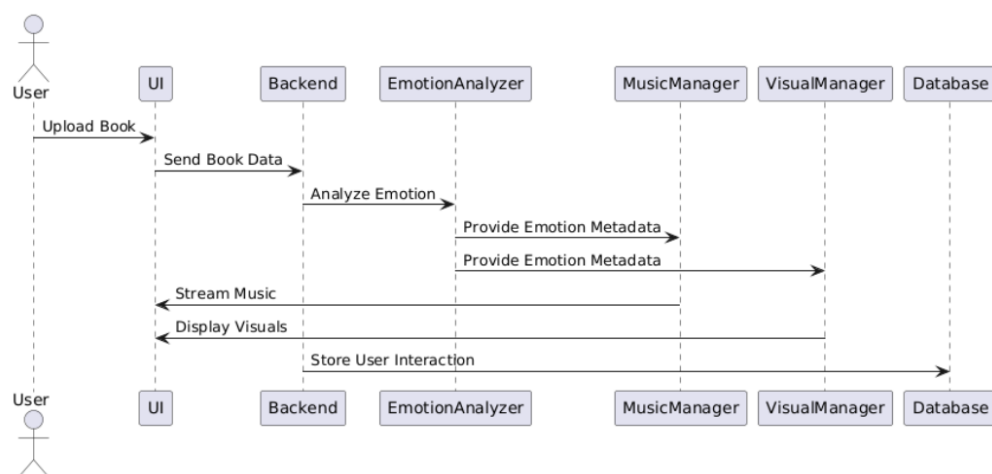 User
UI
Backend
EmotionAnalyzer
MusicManager
VisualManager
Database
Upload Book
Send Book Data
Analyze Emotion
Provide Emotion Metadata
Provide Emotion Metadata
Stream Music
Display Visuals
Store User Interaction
User
UI
Backend
EmotionAnalyzer
MusicManager
VisualManager
Database